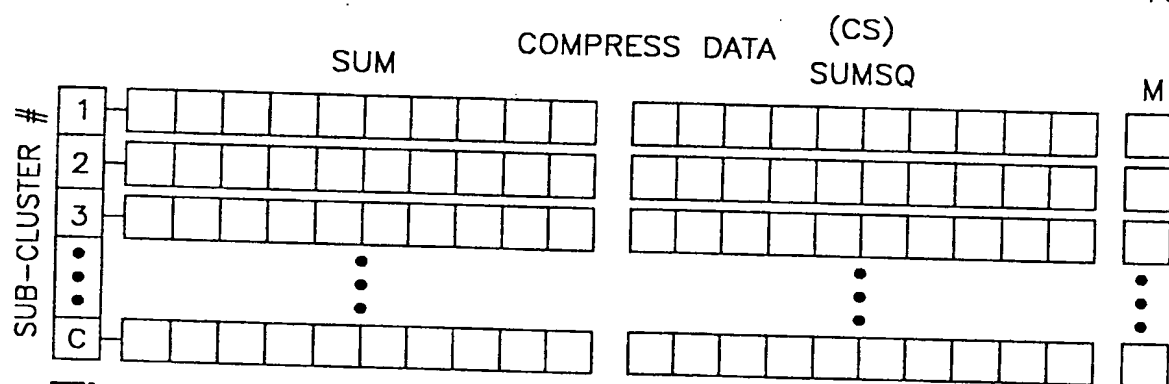 COMPRESS DATA (CS)
SUM
SUMSQ
M
SUB-CLUSTER #
1
2
3
C